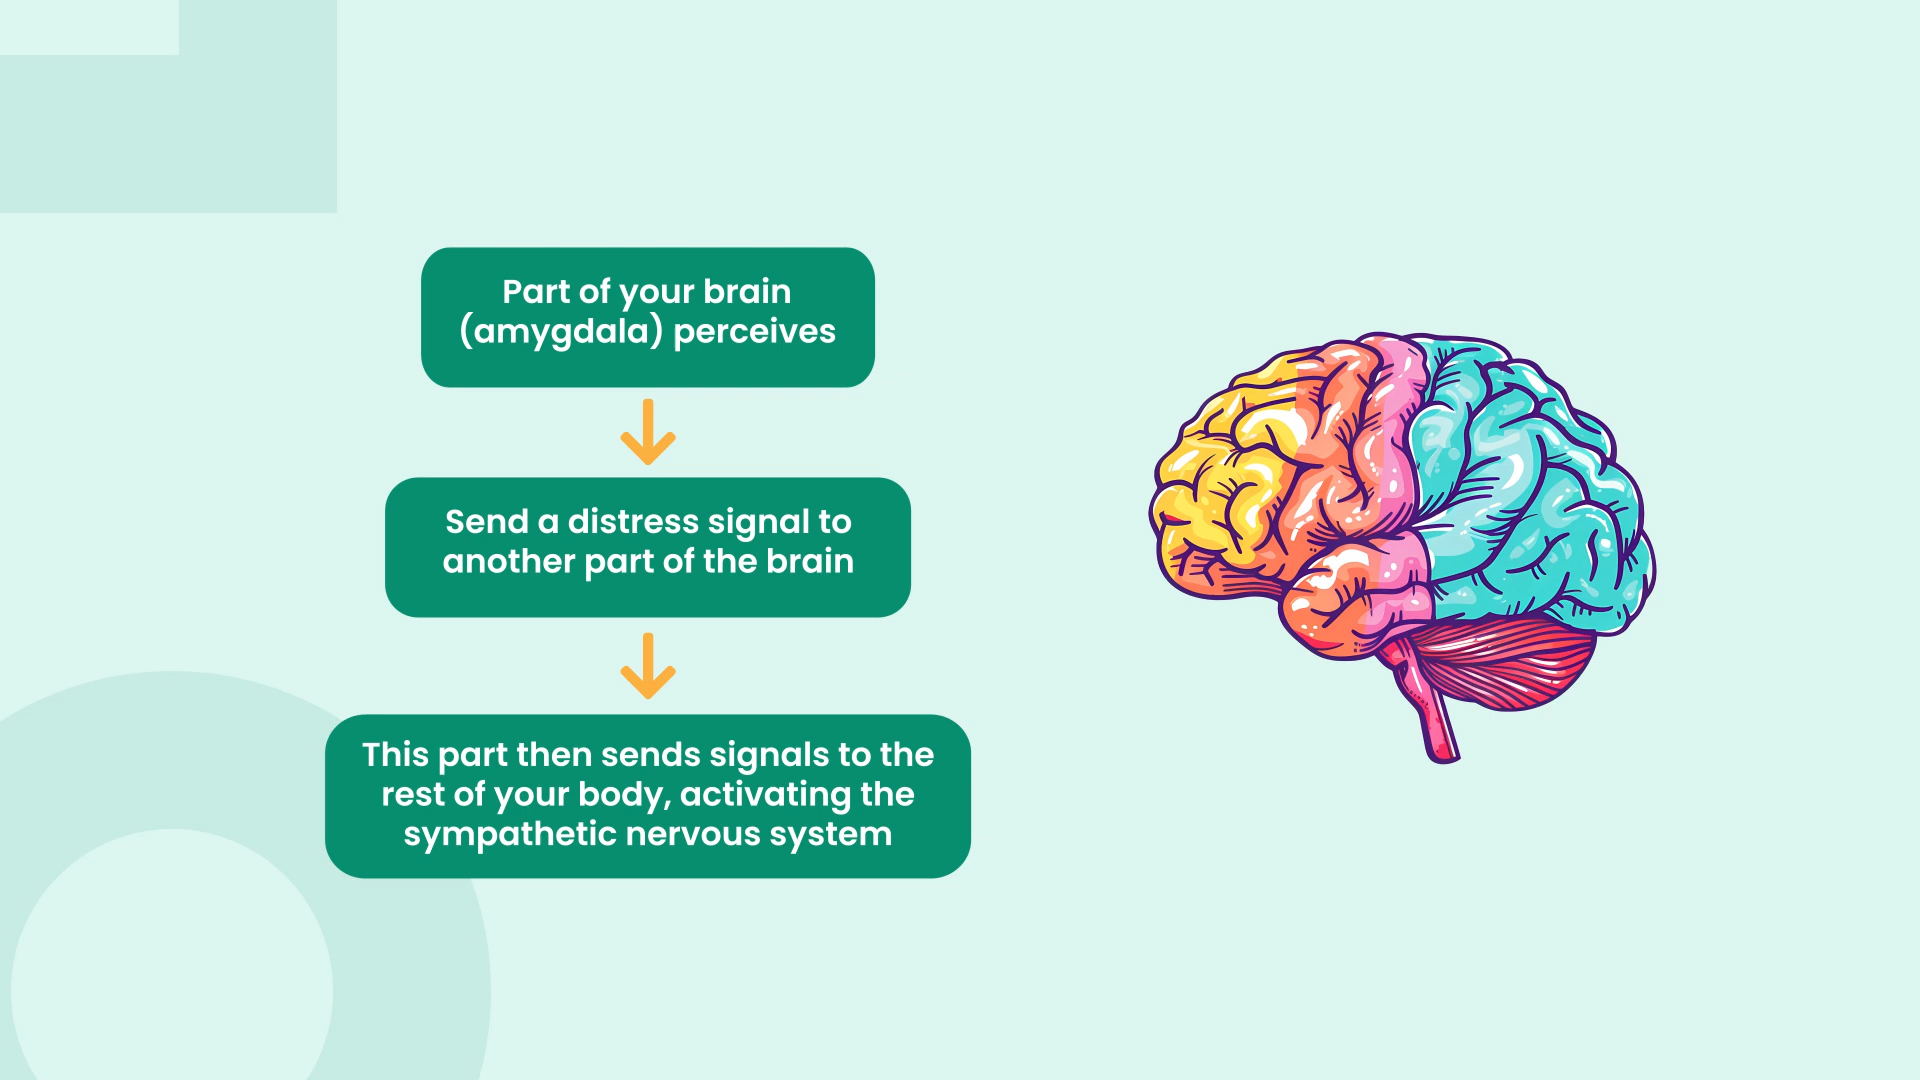 Part of your brain
(amygdala) perceives
Send a distress signal to
another part of the brain
This part then sends signals to the
rest of your body, activating the
sympathetic nervous system